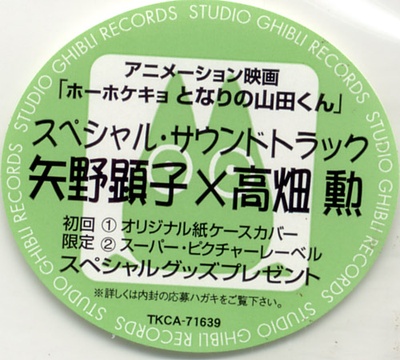 STUDIO GHIBLI RECORDS STUDIO GHIBLI RECORDS STUDIO GHIBLI RECORDS STUDIO GHIBLI RECORDS
アニメーション映画
「ホーホケキョ となりの山田くん」
スペシャル・サウンドトラック
矢野顕子×高畑 勲
初回 ① オリジナル紙ケースカバー
限定 ② スーパー・ピクチャーレーベル
スペシャルグッズプレゼント
※詳しくは内封の応募ハガキをご覧下さい。
TKCA-71639